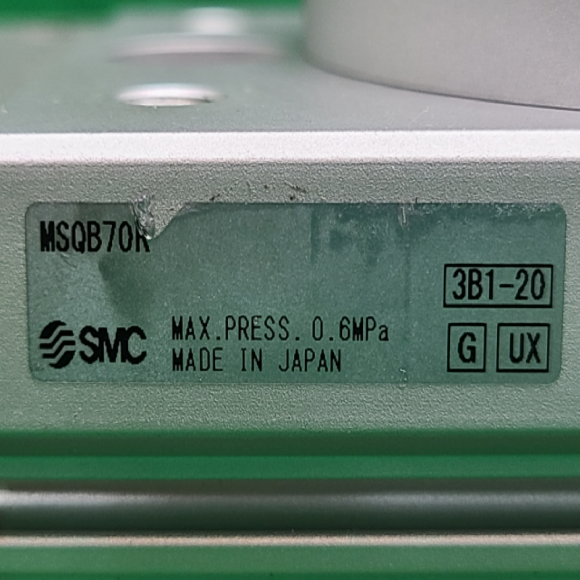 MSQB70R
3B1-20
SMC
MAX.PRESS. 0.6MPa
MADE IN JAPAN
G UX